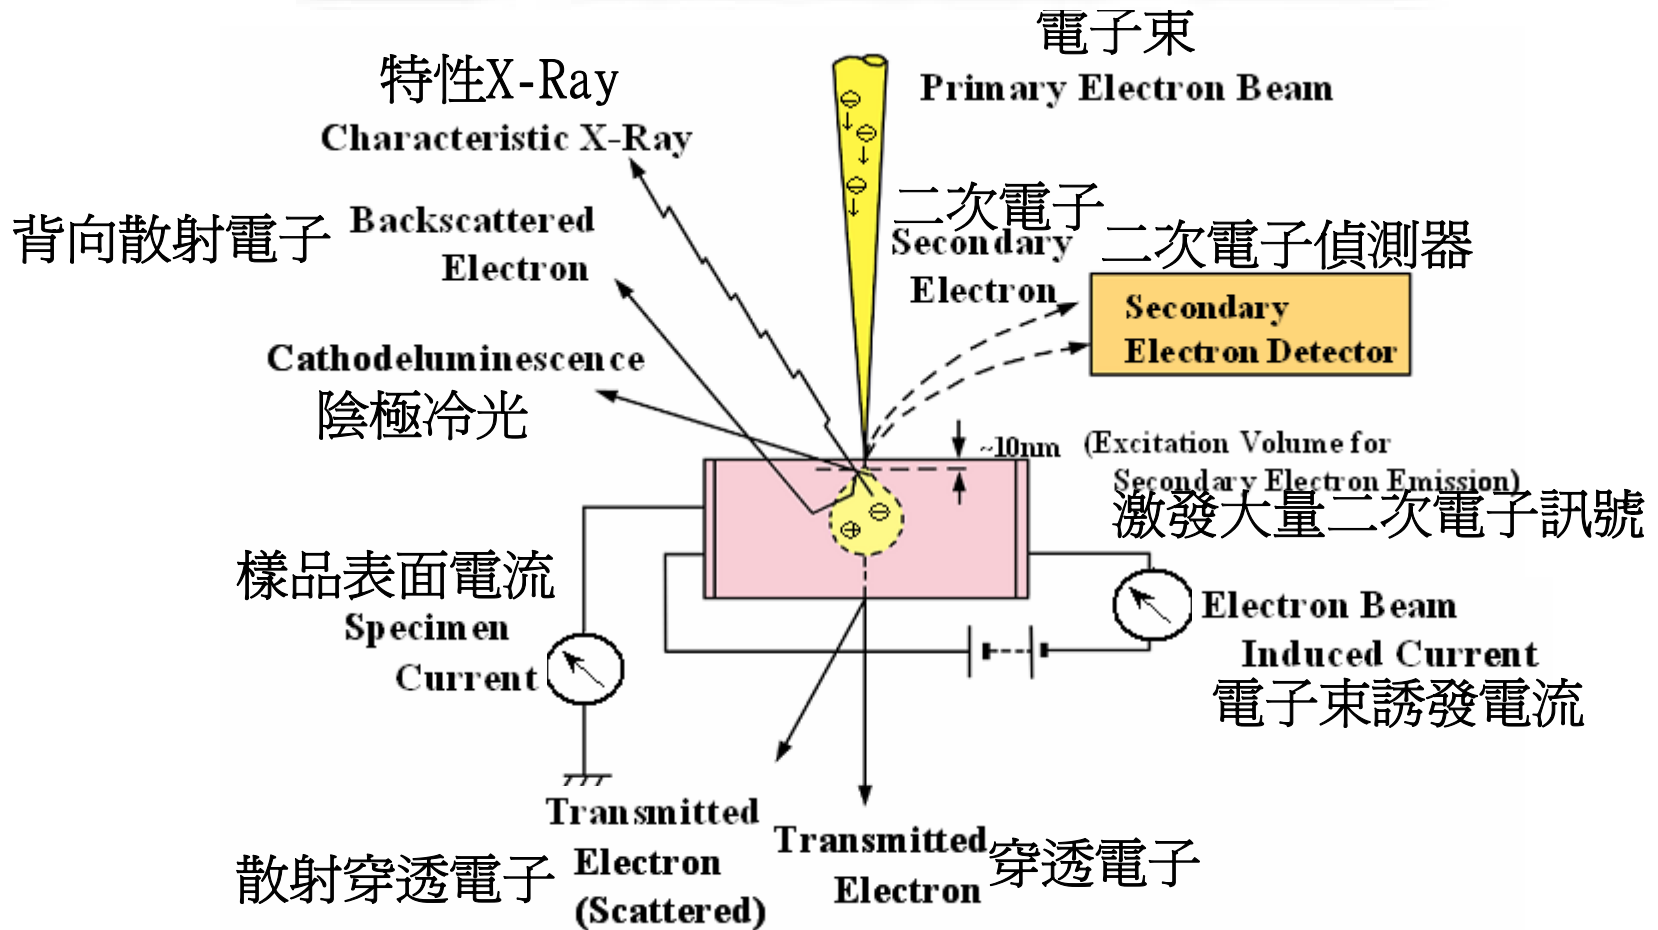 電子束
Primary Electron Beam
特性X-Ray
Characteristic X-Ray
背向散射電子
Backscattered
Electron
二次電子
Secondary
Electron
二次電子偵測器
Secondary
Electron Detector
Cathodeluminescence
陰極冷光
~10nm
(Excitation Volume for
Secondary Electron Emission)
激發大量二次電子訊號
樣品表面電流
Specimen
Current
Electron Beam
Induced Current
電子束誘發電流
Transmitted
Electron
(Scattered)
散射穿透電子
Transmitted
Electron
穿透電子